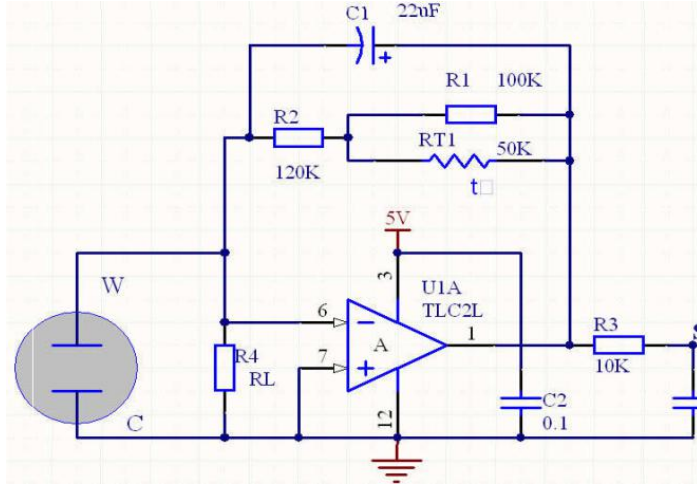 C1 22uF
R1 100K
R2
RT1 50K
120K
t
5V
W
3
U1A
TLC2L
6
A
1
R3
R4
7
RL
10K
C
12
C2
0.1